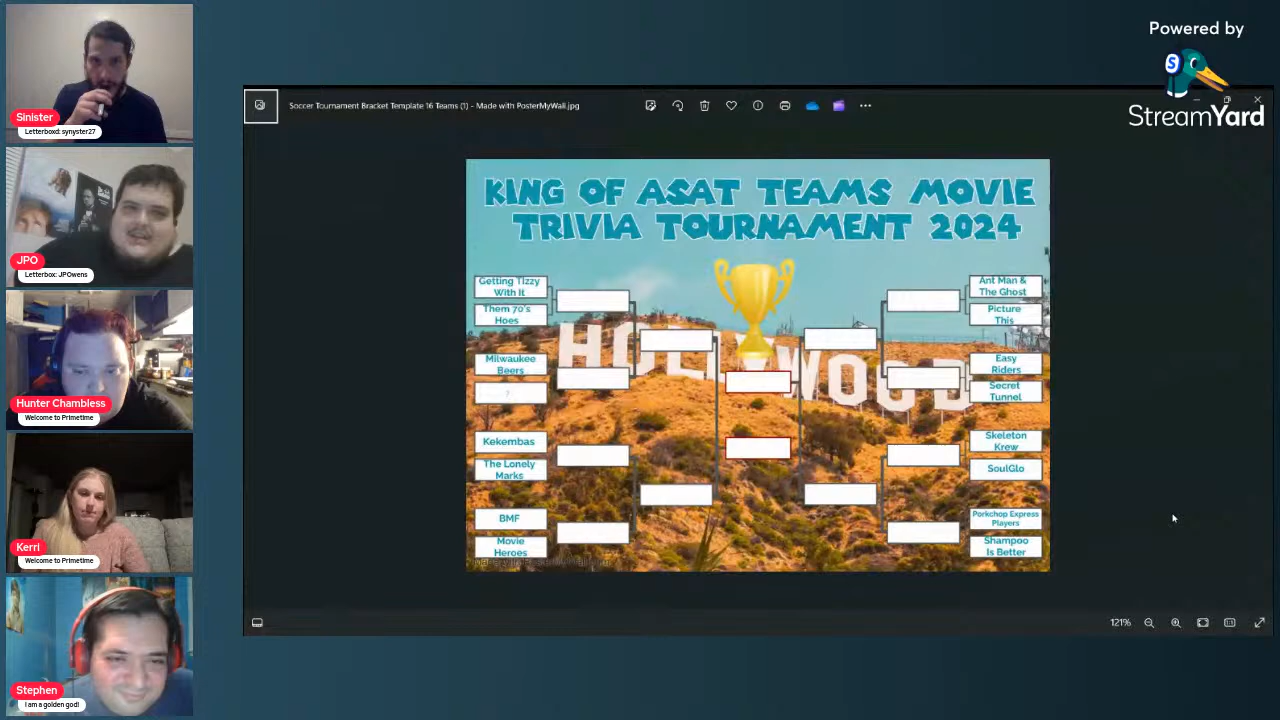 Sinister
Letterboxd: synyster27
JPO
Letterbox: JPOwens
Hunter Chambless
Welcome to Primetime
Kerri
Welcome to Primetime
Stephen
I am a golden god!
Powered by
S
StreamYard
Soccer Tournament Bracket Template 16 Teams (1) - Made with PosterMyWall.jpg
KING OF ASAT TEAMS MOVIE
TRIVIA TOURNAMENT 2024
Getting Tizzy
With It
Them 70's
Hoes
Milwaukee
Beers
?
Kekembas
The Lonely
Marks
BMF
Movie
Heroes
HOLLYWOOD
Ant Man &
The Ghost
Picture
This
Easy
Riders
Secret
Tunnel
Skeleton
Krew
SoulGlo
Porkchop Express
Players
Shampoo
Is Better
121%